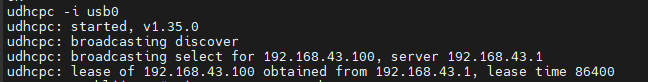 udhcpc -i usb0
udhcpc: started, v1.35.0
udhcpc: broadcasting discover
udhcpc: broadcasting select for 192.168.43.100, server 192.168.43.1
udhcpc: lease of 192.168.43.100 obtained from 192.168.43.1, lease time 86400